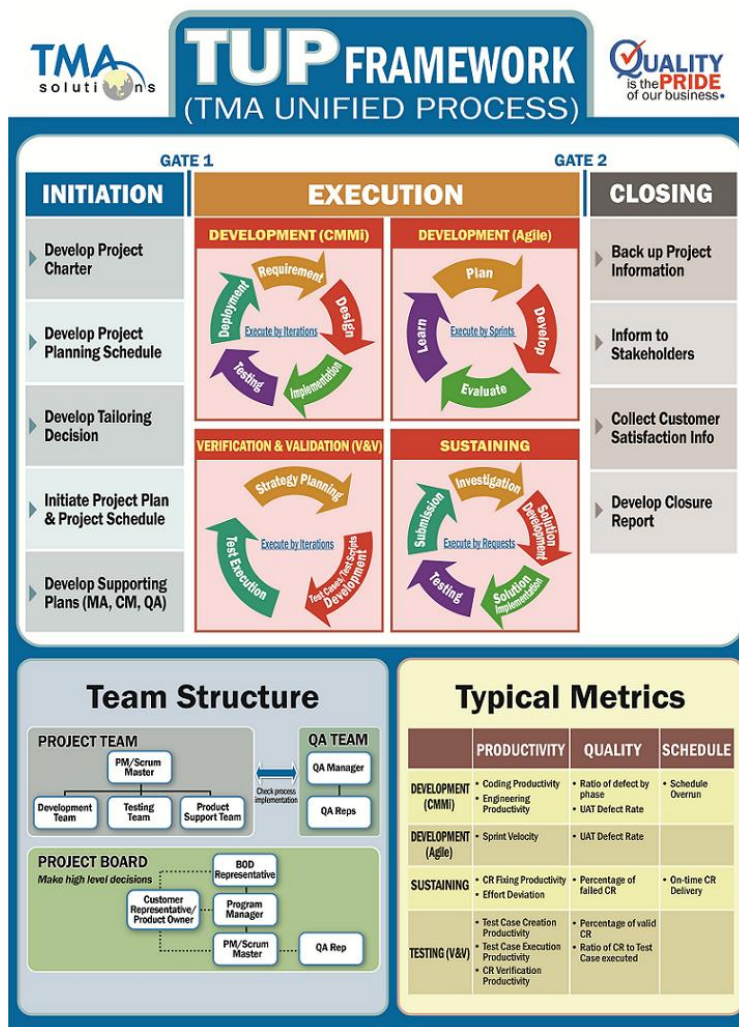 TMA
solutions
TUP FRAMEWORK
(TMA UNIFIED PROCESS)
QUALITY
is the PRIDE
of our business.
GATE 1
GATE 2
INITIATION
Develop Project
Charter
Develop Project
Planning Schedule
Develop Tailoring
Decision
Initiate Project Plan
& Project Schedule
Develop Supporting
Plans (MA, CM, QA)
EXECUTION
DEVELOPMENT (CMMi)
Requirement
Design
Implementation
Testing
Deployment
Execute by Iterations
DEVELOPMENT (Agile)
Plan
Develop
Evaluate
Learn
Execute by Sprints
VERIFICATION & VALIDATION (V&V)
Strategy Planning
Test Cases/Test Scripts
Development
Test Execution
Execute by Iterations
SUSTAINING
Investigation
Solution
Development
Solution
Implementation
Testing
Submission
Execute by Requests
CLOSING
Back up Project
Information
Inform to
Stakeholders
Collect Customer
Satisfaction Info
Develop Closure
Report
Team Structure
PROJECT TEAM
PM/Scrum
Master
Development
Team
Testing
Team
Product
Support Team
Check process
implementation
QA TEAM
QA Manager
QA Reps
PROJECT BOARD
Make high level decisions
BOD
Representative
Customer
Representative/
Product Owner
Program
Manager
PM/Scrum
Master
QA Rep
Typical Metrics
PRODUCTIVITY
QUALITY
SCHEDULE
DEVELOPMENT
(CMMi)
• Coding Productivity
• Engineering
Productivity
• Ratio of defect by
phase
• UAT Defect Rate
• Schedule
Overrun
DEVELOPMENT
(Agile)
• Sprint Velocity
• UAT Defect Rate
SUSTAINING
• CR Fixing Productivity
• Effort Deviation
• Percentage of
failed CR
• On-time CR
Delivery
TESTING (V&V)
• Test Case Creation
Productivity
• Test Case Execution
Productivity
• CR Verification
Productivity
• Percentage of valid
CR
• Ratio of CR to Test
Case executed